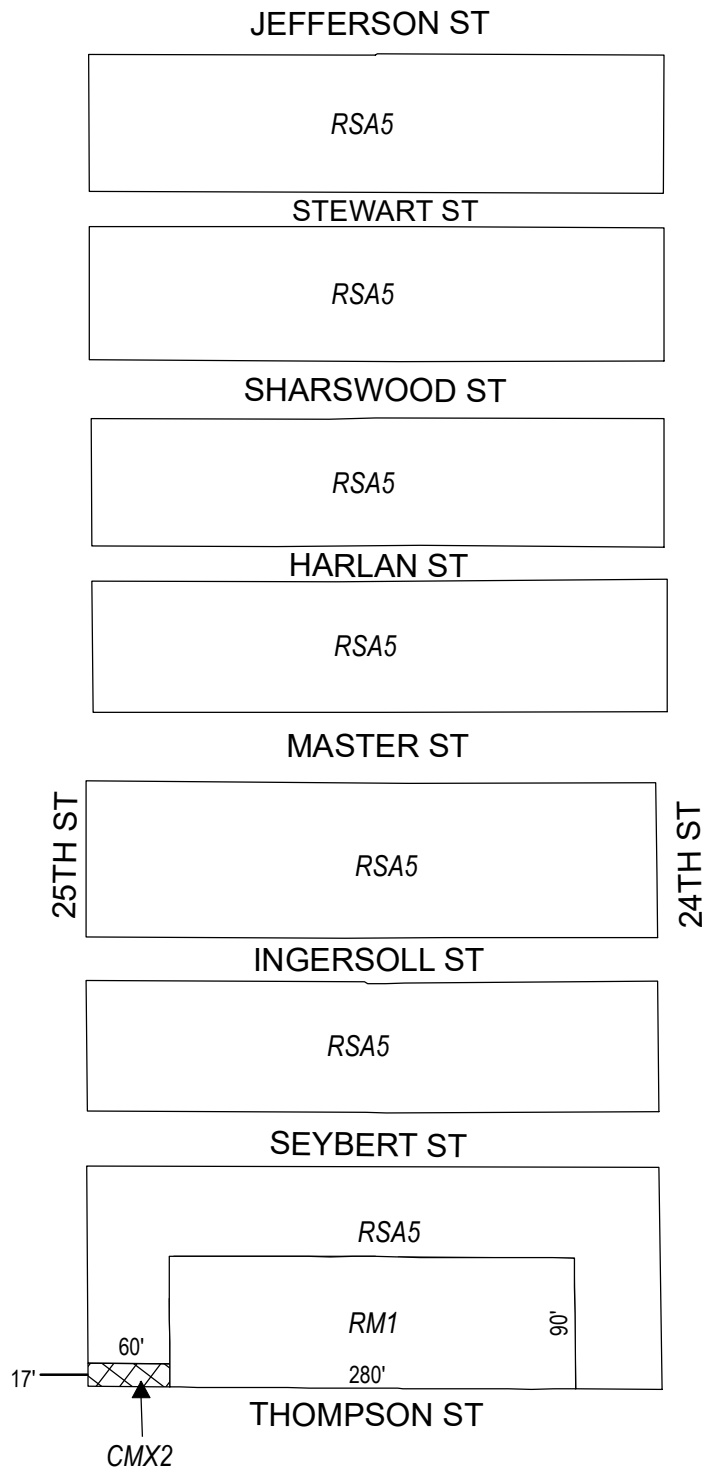 JEFFERSON ST
RSA5
STEWART ST
RSA5
SHARSWOOD ST
RSA5
HARLAN ST
RSA5
MASTER ST
25TH ST
RSA5
24TH ST
INGERSOLL ST
RSA5
SEYBERT ST
RSA5
RM1
90'
60'
17'
280'
THOMPSON ST
CMX2